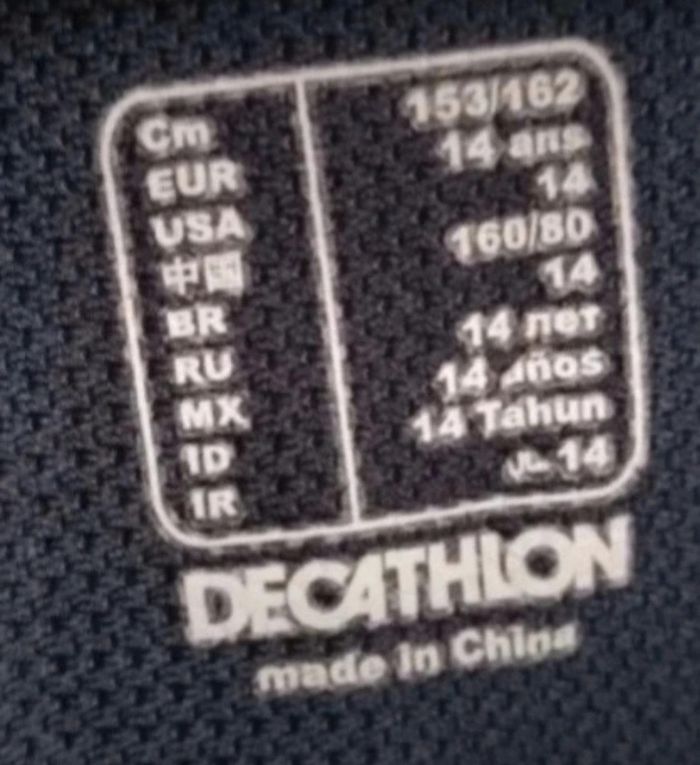 Cm 153/162
EUR 14 ans
USA 14
中国 160/80
BR 14
RU 14 лет
MX 14 años
ID 14 Tahun
IR 14 سال
DECATHLON
made in China